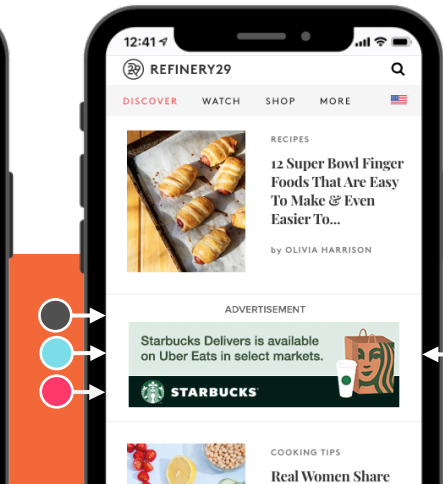 12:41
29 REFINERY29
DISCOVER WATCH SHOP MORE
RECIPES
12 Super Bowl Finger
Foods That Are Easy
To Make & Even
Easier To...
by OLIVIA HARRISON
ADVERTISEMENT
Starbucks Delivers is available
on Uber Eats in select markets.
STARBUCKS
COOKING TIPS
Real Women Share